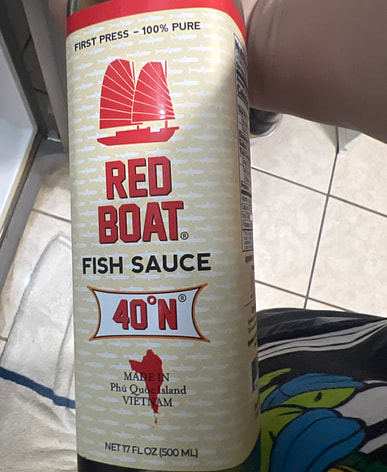 FIRST PRESS – 100% PURE
RED
BOAT®
FISH SAUCE
40°N®
MADE IN
Phú Quốc Island
VIETNAM
NET 17 FL OZ (500 ML)